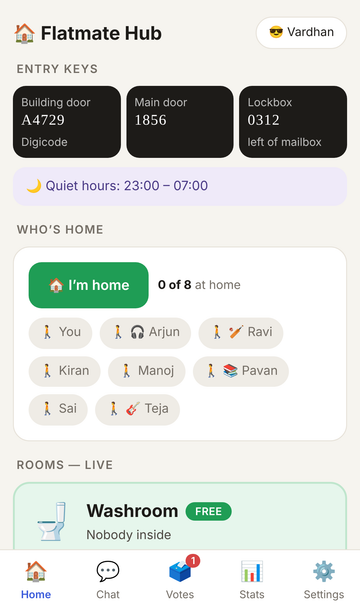 Flatmate Hub
Vardhan
ENTRY KEYS
Building door
A4729
Digicode
Main door
1856
Lockbox
0312
left of mailbox
Quiet hours: 23:00 – 07:00
WHO'S HOME
I'm home
0 of 8 at home
You
Arjun
Ravi
Kiran
Manoj
Pavan
Sai
Teja
ROOMS — LIVE
Washroom FREE
Nobody inside
1
Home
Chat
Votes
Stats
Settings